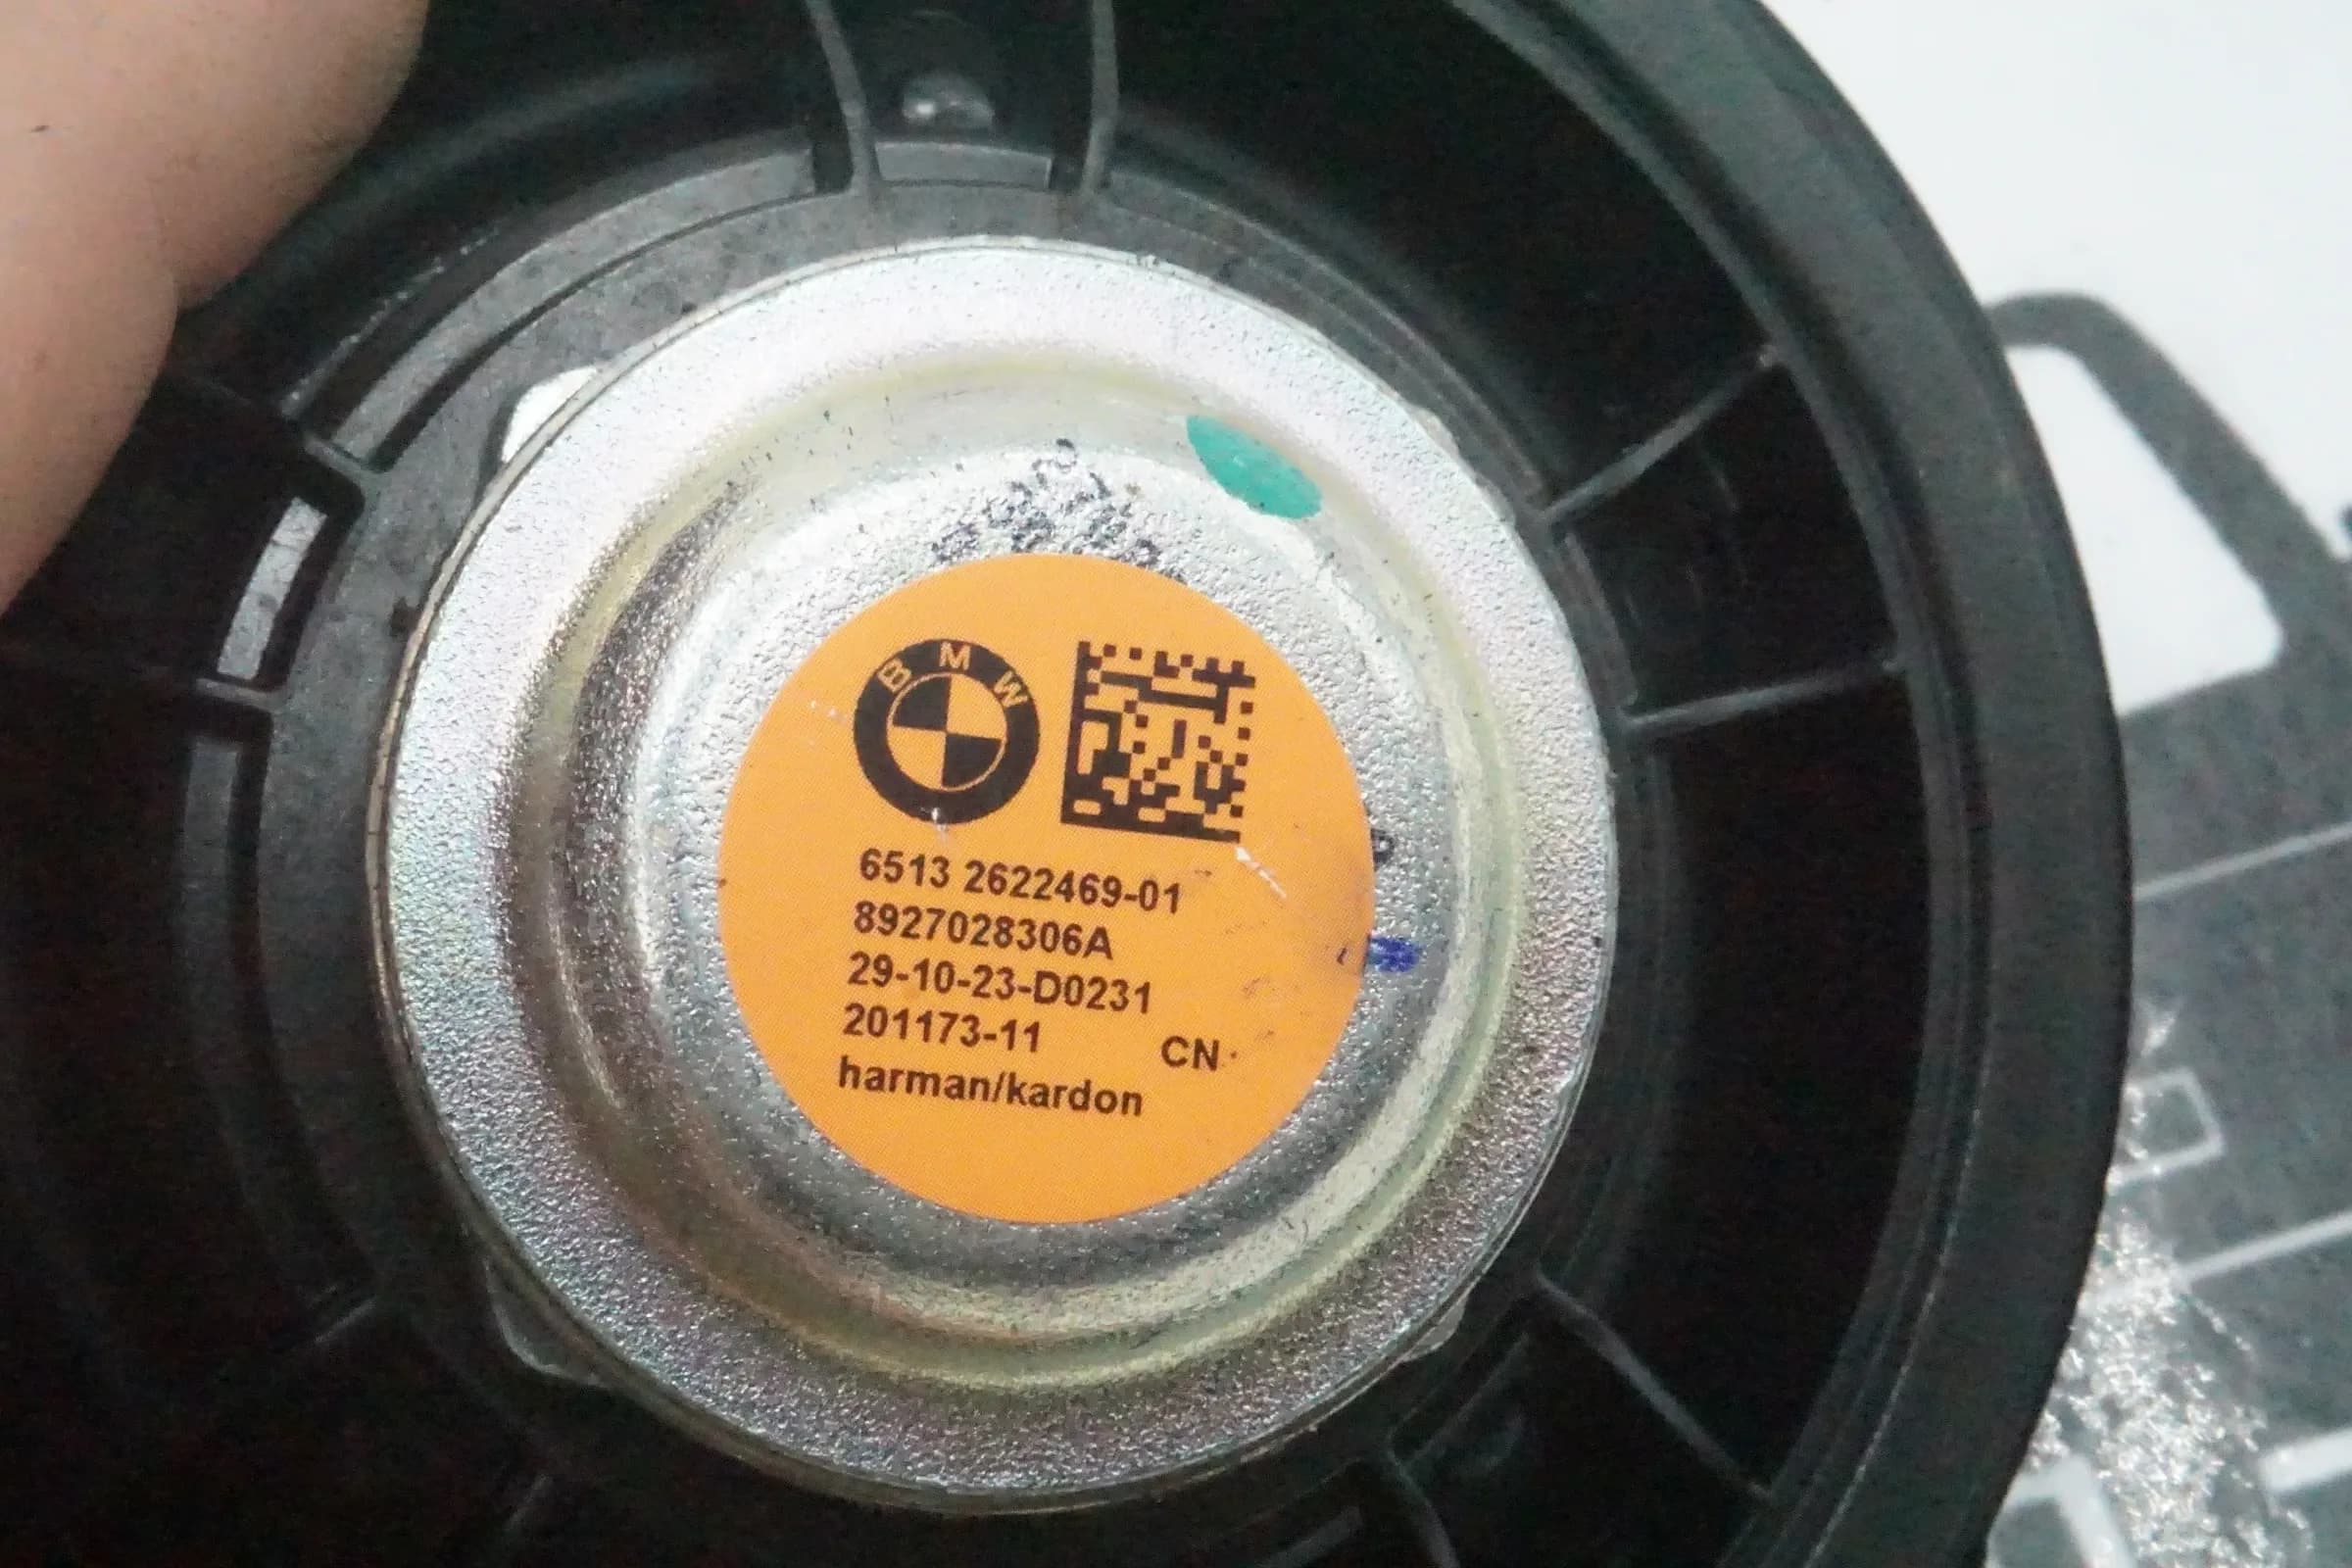 BMW
6513 2622469-01
8927028306A
29-10-23-D0231
201173-11 CN
harman/kardon